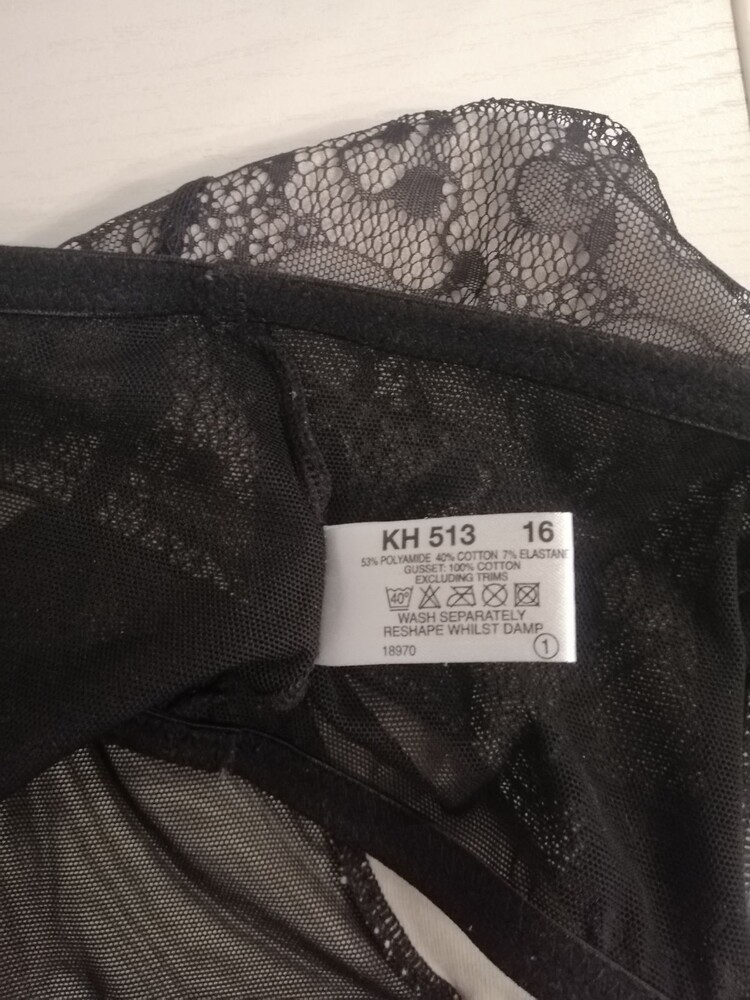 KH 513 16
53% POLYAMIDE 40% COTTON 7% ELASTANE
GUSSET: 100% COTTON
EXCLUDING TRIMS
40°
WASH SEPARATELY
RESHAPE WHILST DAMP
18970 1